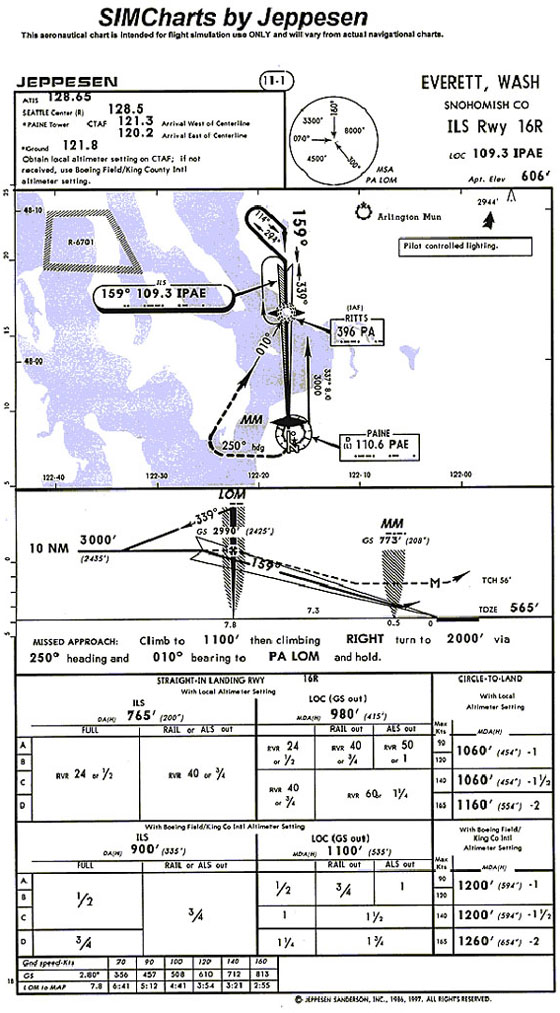 SIMCharts by Jeppesen
This aeronautical chart is intended for flight simulation use ONLY and will vary from actual navigational charts.
JEPPESEN
11-1
EVERETT, WASH
SNOHOMISH CO
ILS Rwy 16R
LOC 109.3 IPAE
Apt. Elev 606'
ATIS 128.65
SEATTLE Center (R) 128.5
*PAINE Tower CTAF 121.3 Arrival West of Centerline
120.2 Arrival East of Centerline
*Ground 121.8
Obtain local altimeter setting on CTAF; if not
received, use Boeing Field/King County Intl
altimeter setting.
3300'
160°
8000'
070°
4500'
300°
MSA
PA LOM
25
48-10
R-6701
114°
294°
159°
Arlington Mun
2944'
Pilot controlled lighting.
20
ILS
159° 109.3 IPAE
339°
(IAF)
RITTS
396 PA
15
010°
48-00
337° 8.0
3000
10
MM
250° hdg
PAINE
D
(L) 110.6 PAE
5
122-40
122-30
122-20
122-10
122-00
LOM
MM
339°
GS 2990' (2425')
GS 773' (208')
10 NM 3000'
(2435')
159°
M
TCH 56'
TDZE 565'
0
7.8
7.3
0.5
0
5
MISSED APPROACH: Climb to 1100' then climbing RIGHT turn to 2000' via
250° heading and 010° bearing to PA LOM and hold.
STRAIGHT-IN LANDING RWY 16R
CIRCLE-TO-LAND
With Local Altimeter Setting
With Local
Altimeter Setting
ILS
LOC (GS out)
DA(H) 765' (200')
MDA(H) 980' (415')
FULL
RAIL or ALS out
RAIL out
ALS out
Max
Kts
MDA(H)
A
B
C
D
RVR 24 or 1/2
RVR 40 or 3/4
RVR 24
or 1/2
RVR 40
or 3/4
RVR 50
or 1
RVR 40
or 3/4
RVR 60 or 1 1/4
90
120
1060' (454') -1
140
1060' (454') -1 1/2
165
1160' (554') -2
With Boeing Field/King Co Intl Altimeter Setting
With Boeing Field/
King Co Intl
Altimeter Setting
ILS
LOC (GS out)
DA(H) 900' (335')
MDA(H) 1100' (535')
FULL
RAIL or ALS out
RAIL out
ALS out
Max
Kts
MDA(H)
A
B
C
D
1/2
3/4
3/4
1/2
3/4
1
1
1 1/2
1 1/4
1 3/4
90
120
1200' (594') -1
140
1200' (594') -1 1/2
165
1260' (654') -2
Gnd speed-Kts 70 90 100 120 140 160
GS 2.80° 356 457 508 610 712 813
LOM to MAP 7.8 6:41 5:12 4:41 3:54 3:21 2:55
18
© JEPPESEN SANDERSON, INC., 1986, 1997. ALL RIGHTS RESERVED.